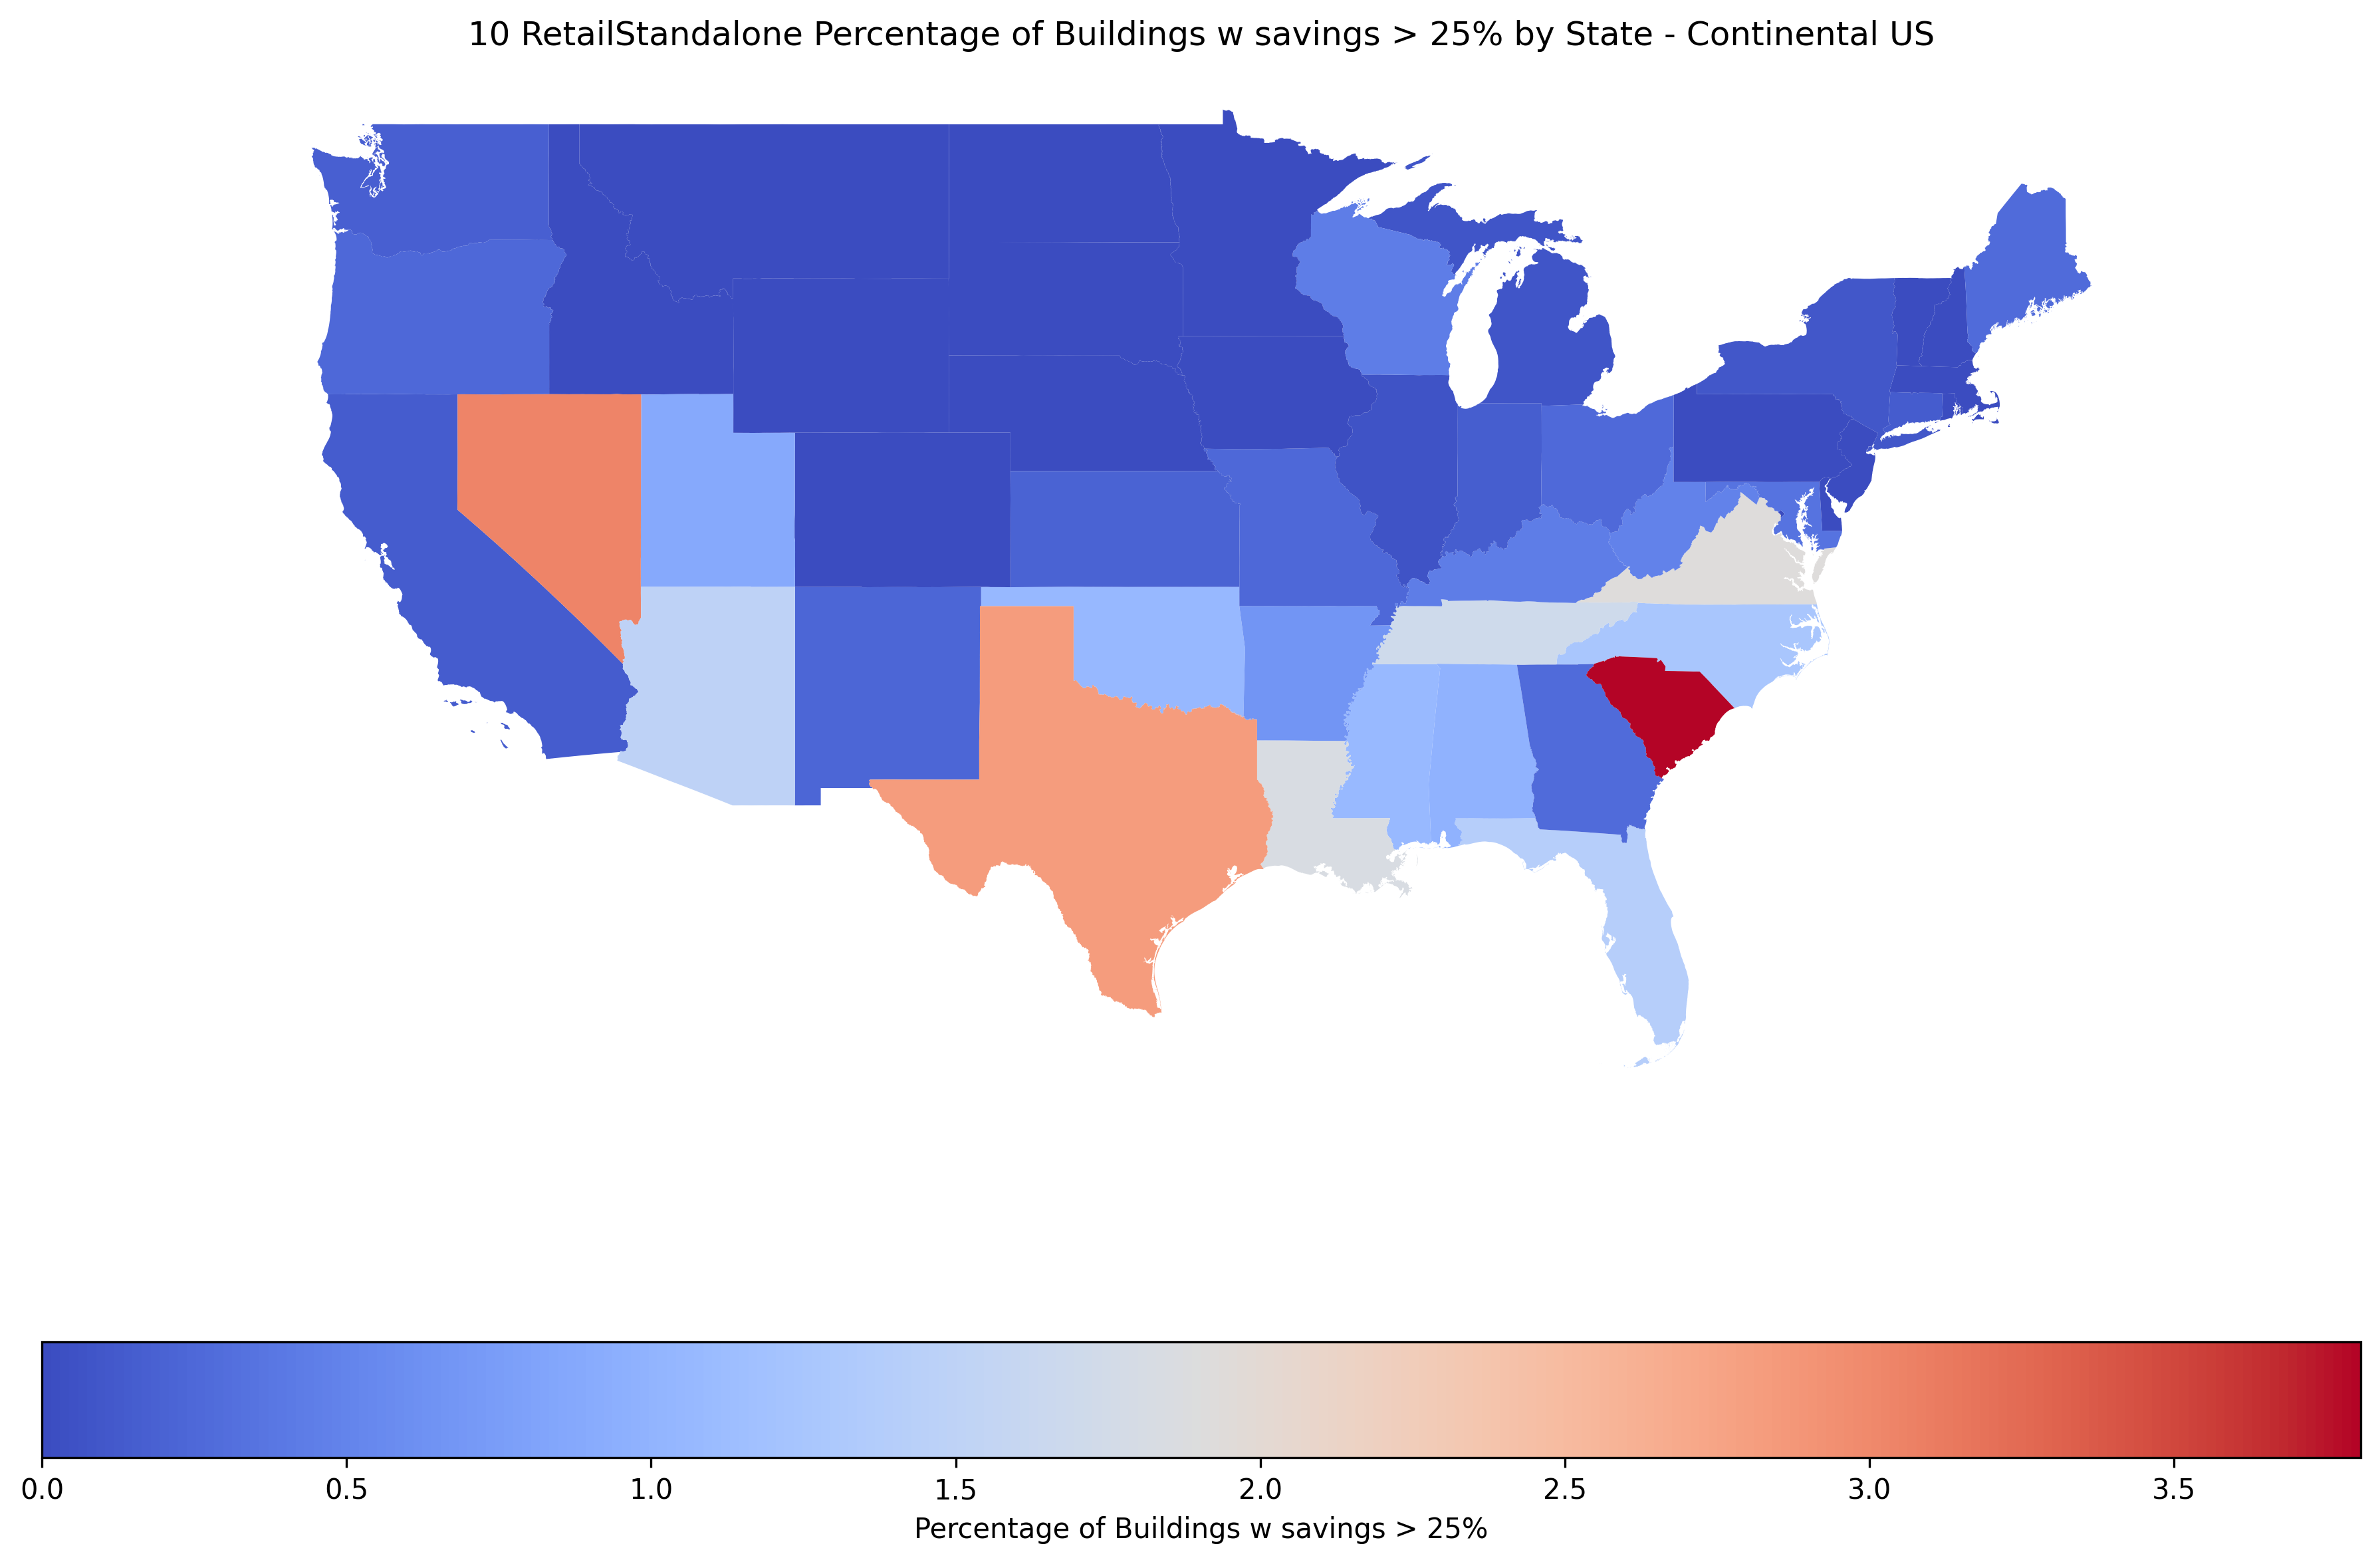 10 RetailStandalone Percentage of Buildings w savings > 25% by State - Continental US
0.0 0.5 1.0 1.5 2.0 2.5 3.0 3.5
Percentage of Buildings w savings > 25%